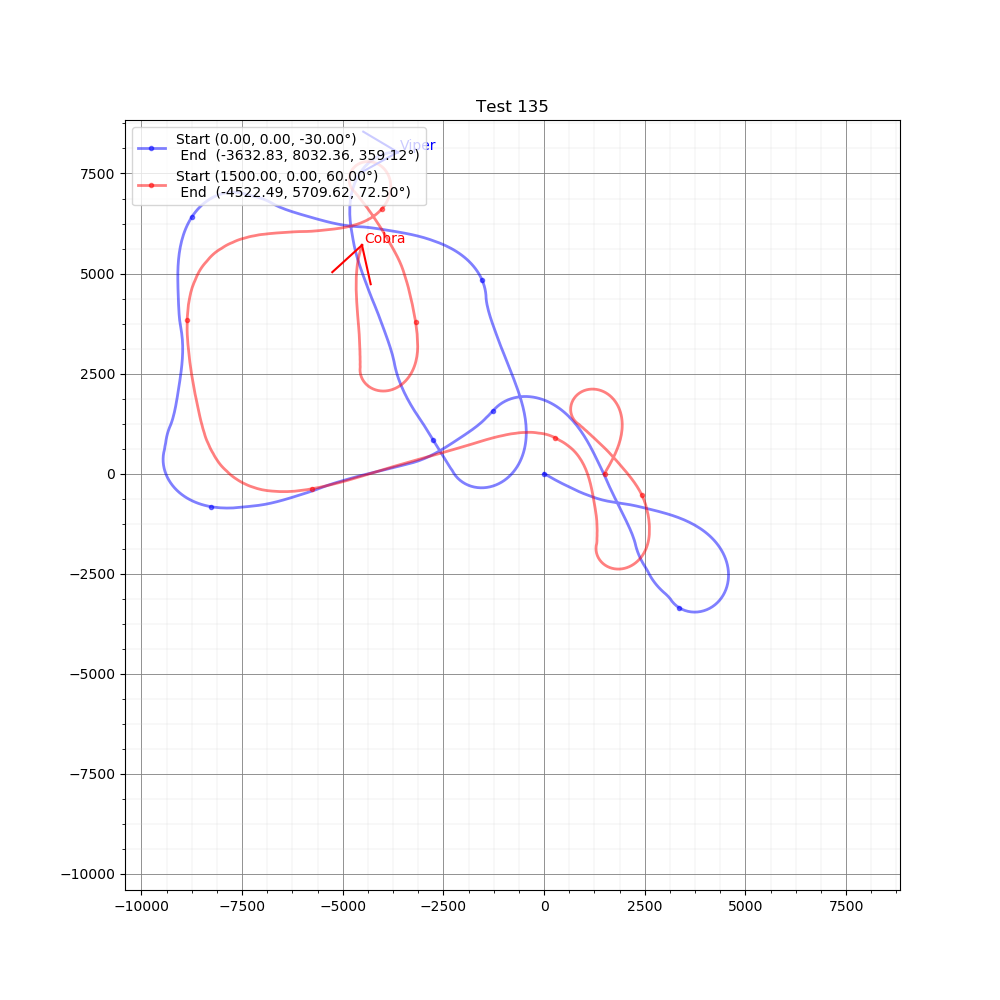 Test 135
Start (0.00, 0.00, -30.00°)
End  (-3632.83, 8032.36, 359.12°)
Start (1500.00, 0.00, 60.00°)
End  (-4522.49, 5709.62, 72.50°)
Viper
Cobra
7500
5000
2500
0
−2500
−5000
−7500
−10000
−10000
−7500
−5000
−2500
0
2500
5000
7500